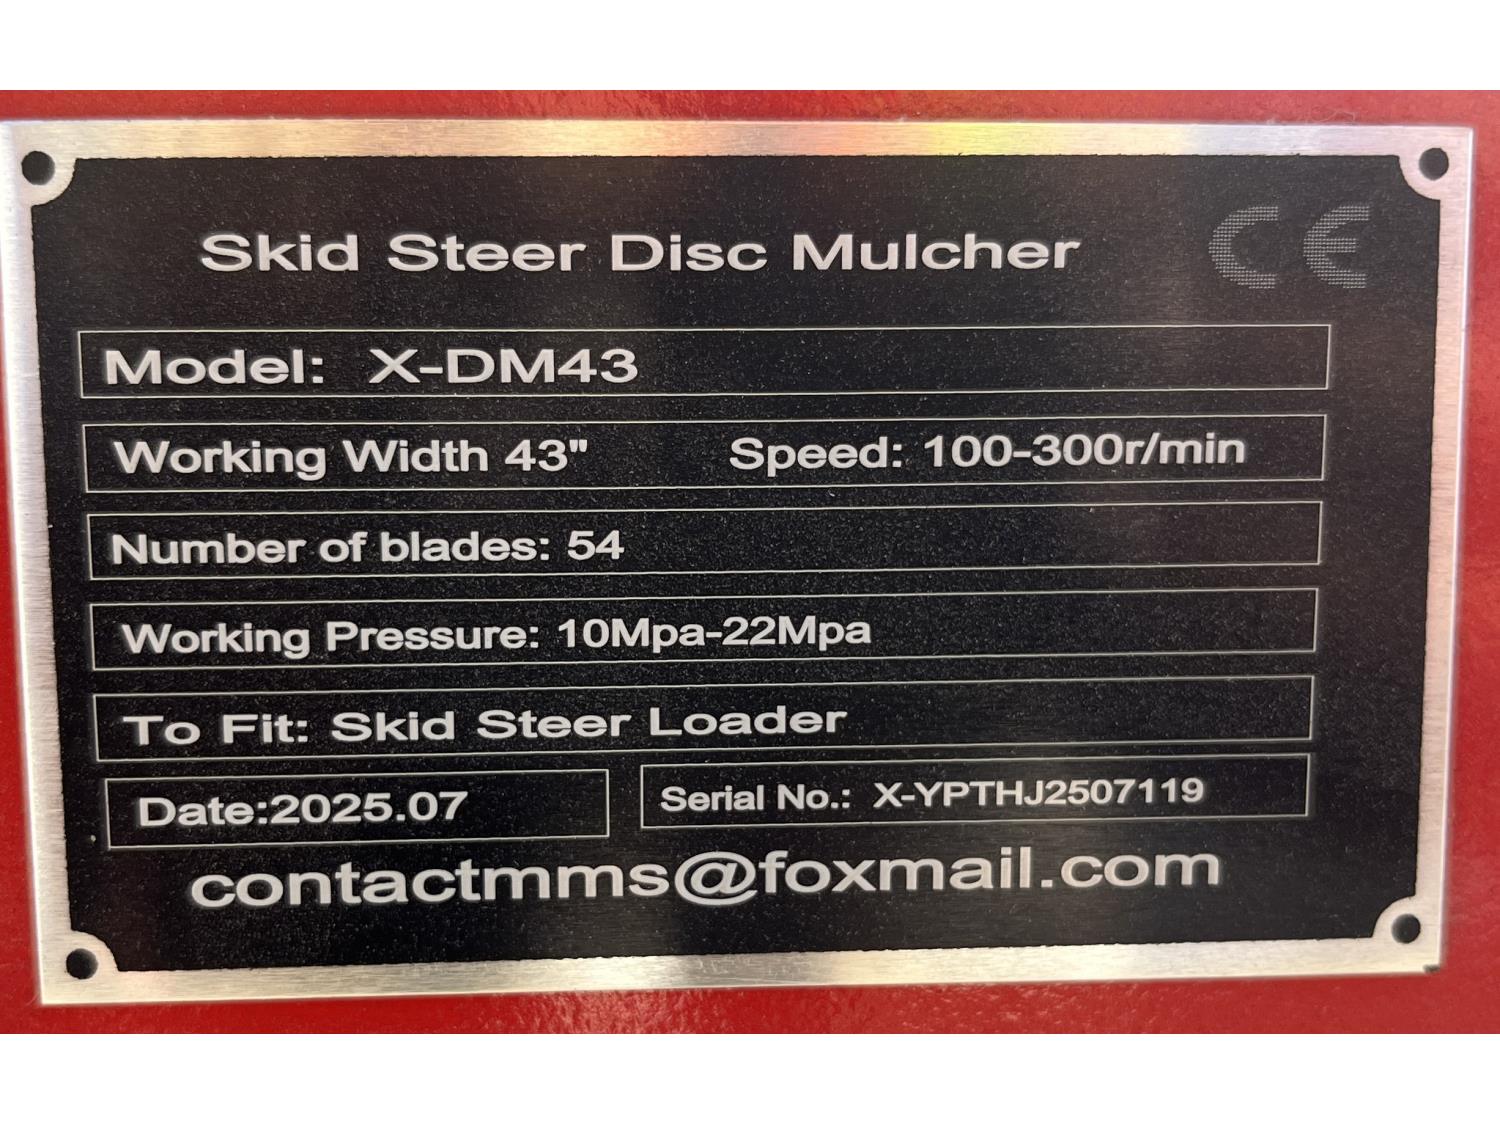 Skid Steer Disc Mulcher CE
Model: X-DM43
Working Width 43" Speed: 100-300r/min
Number of blades: 54
Working Pressure: 10Mpa-22Mpa
To Fit: Skid Steer Loader
Date:2025.07 Serial No.: X-YPTHJ2507119
contactmms@foxmail.com